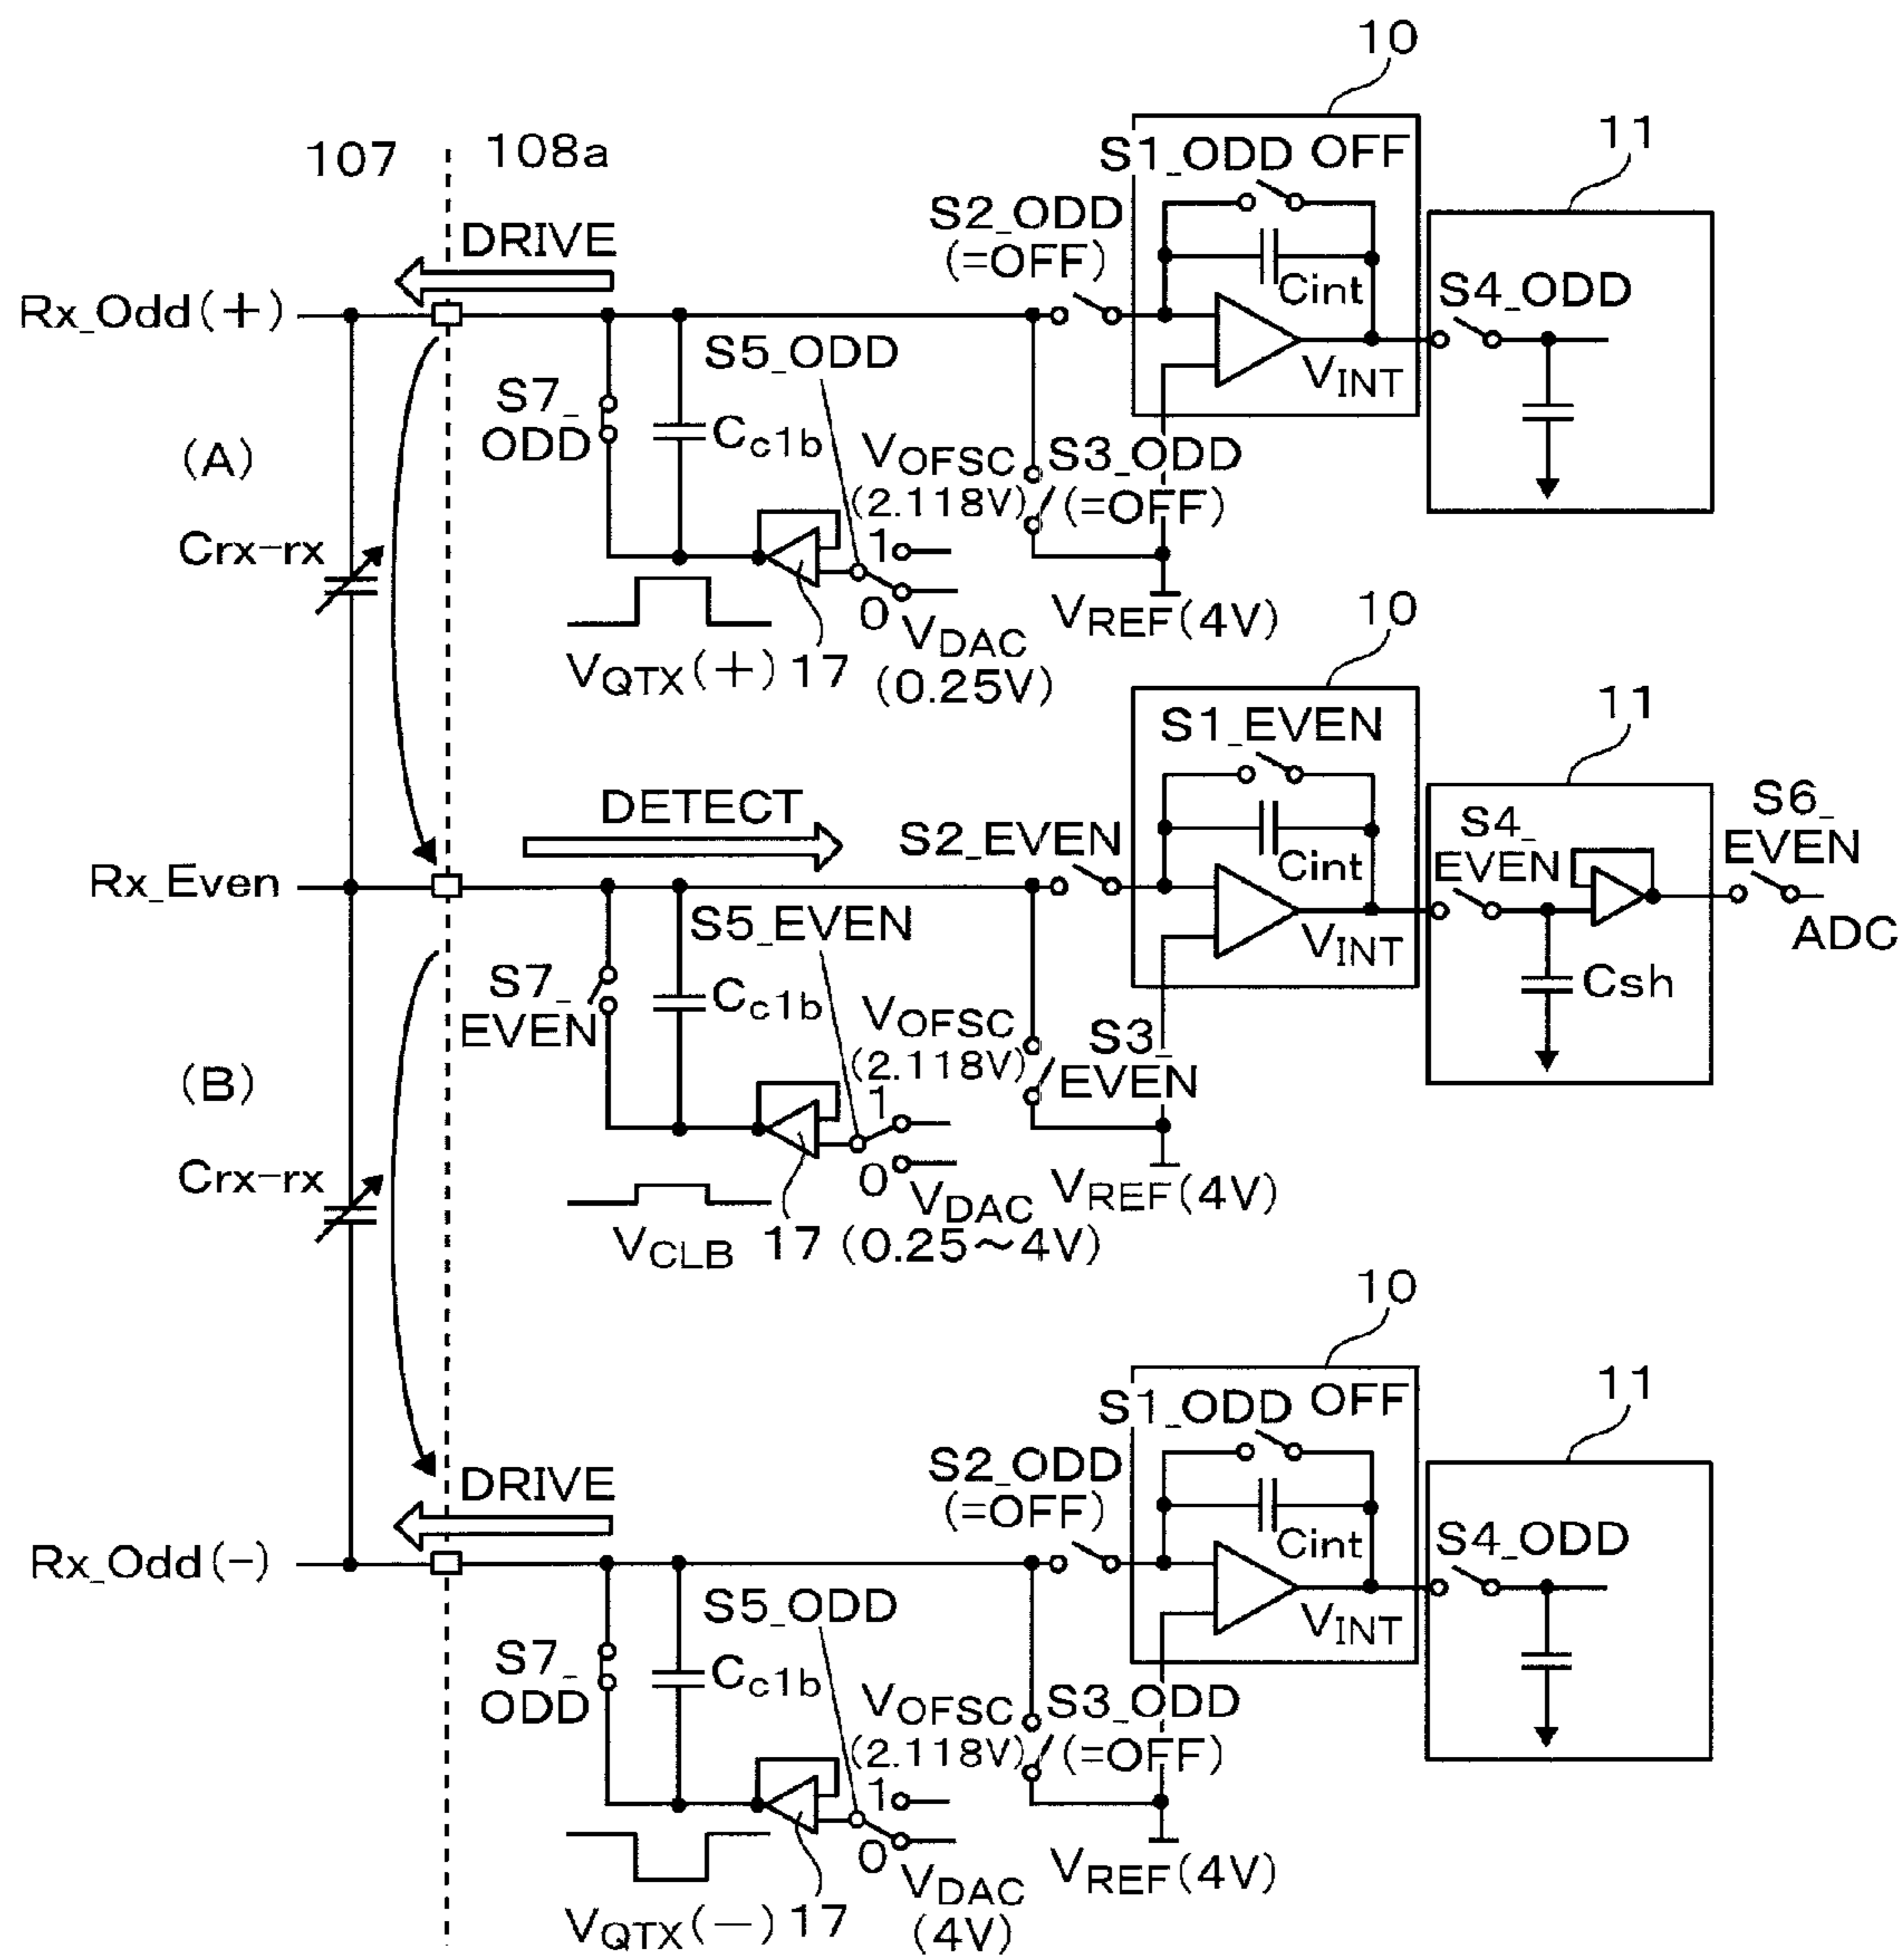 10
107
108a
S1_ODD OFF
11
S2_ODD
(=OFF)
DRIVE
Cint
S4_ODD
Rx_Odd(+)
VINT
S5_ODD
S7_
ODD
Cc1b
(A)
VOFSC
(2.118V)
S3_ODD
(=OFF)
Crx-rx
1
0
VDAC
(0.25V)
VREF(4V)
VQTX(+)
17
10
S1_EVEN
11
DETECT
S2_EVEN
Cint
S4_
EVEN
S6_
EVEN
Rx_Even
VINT
ADC
S5_EVEN
S7_
EVEN
Cc1b
Csh
VOFSC
(2.118V)
S3_
EVEN
(B)
1
0
Crx-rx
VDAC
(0.25~4V)
VREF(4V)
VCLB
17
10
S1_ODD OFF
11
S2_ODD
(=OFF)
DRIVE
Cint
S4_ODD
Rx_Odd(-)
VINT
S5_ODD
S7_
ODD
Cc1b
VOFSC
(2.118V)
S3_ODD
(=OFF)
1
0
VDAC
(4V)
VREF(4V)
VQTX(-)
17